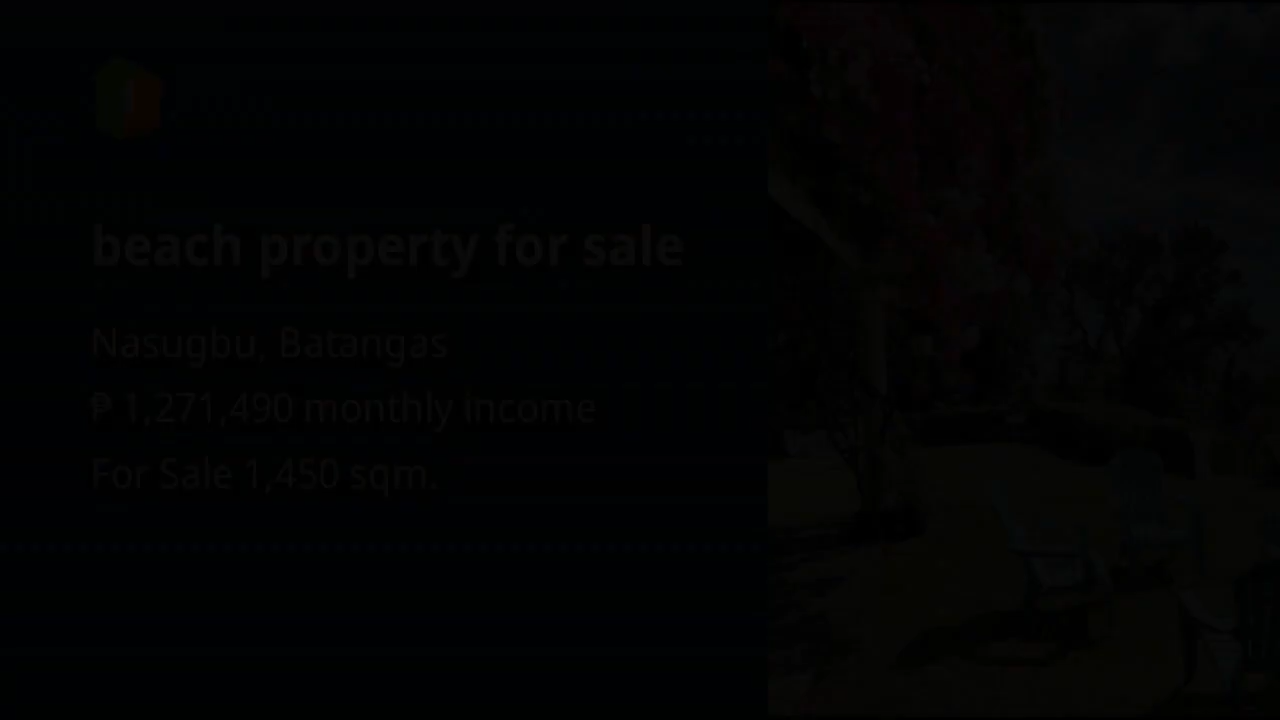 beach property for sale
Nasugbu, Batangas
₱ 1,271,490 monthly income
For Sale 1,450 sqm.